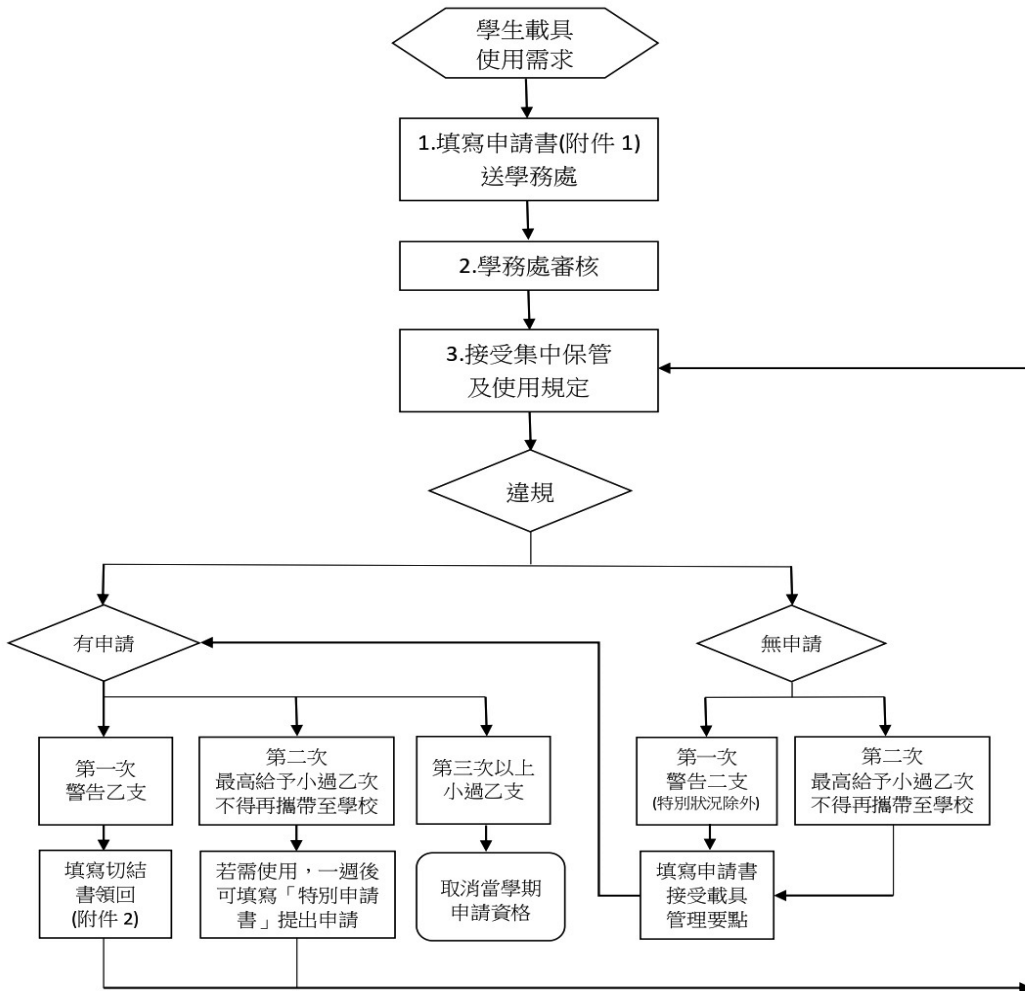 學生載具
使用需求
1.填寫申請書(附件 1)
送學務處
2.學務處審核
3.接受集中保管
及使用規定
違規
有申請
無申請
第一次
警告乙支
第二次
最高給予小過乙次
不得再攜帶至學校
第三次以上
小過乙支
第一次
警告二支
(特別狀況除外)
第二次
最高給予小過乙次
不得再攜帶至學校
填寫切結
書領回
(附件 2)
若需使用，一週後
可填寫「特別申請
書」提出申請
取消當學期
申請資格
填寫申請書
接受載具
管理要點